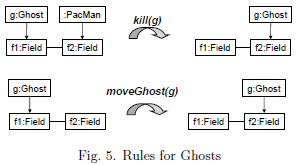 g:Ghost :PacMan kill(g) g:Ghost
f1:Field f2:Field f1:Field f2:Field
g:Ghost moveGhost(g) g:Ghost
f1:Field f2:Field f1:Field f2:Field
Fig. 5. Rules for Ghosts